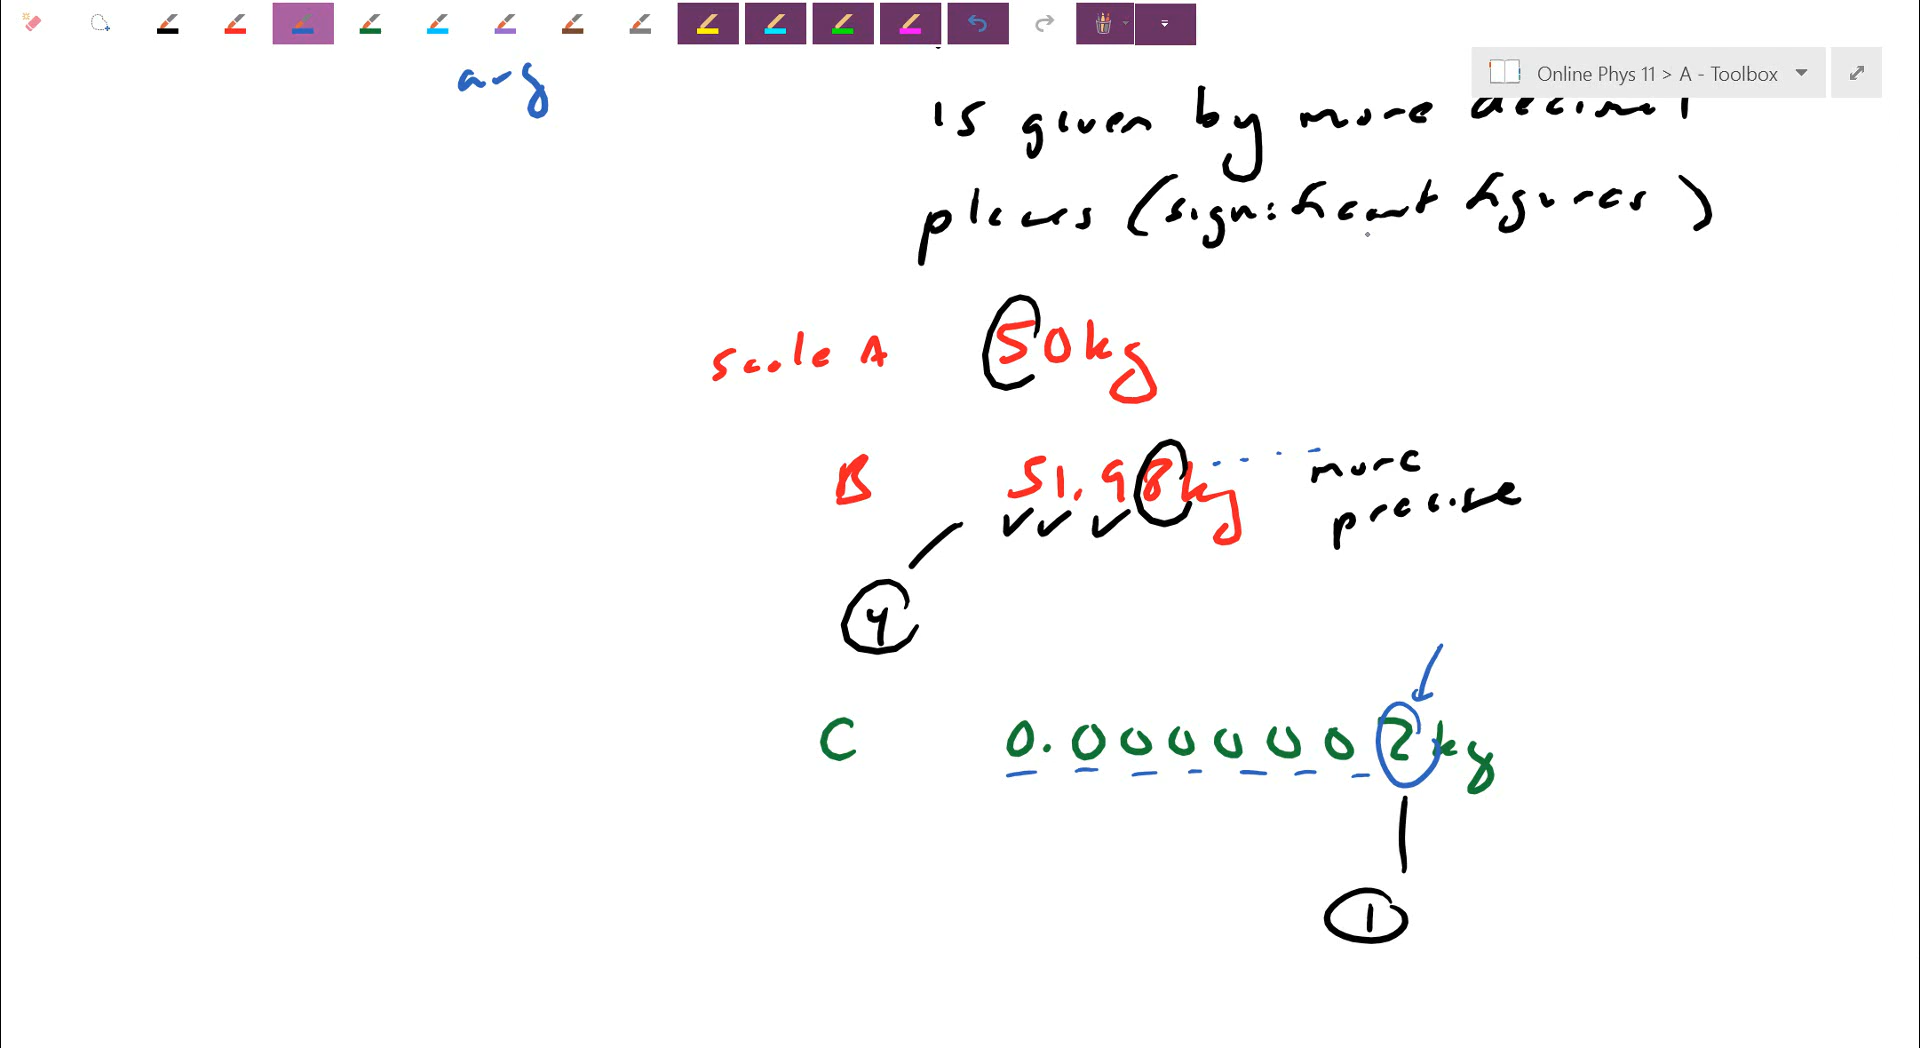 Online Phys 11 > A - Toolbox
a-g
is given by more decimal
places (significant figures)
scale A 50kg
B 51.98kg more
precise
4
C 0.0000002kg
1